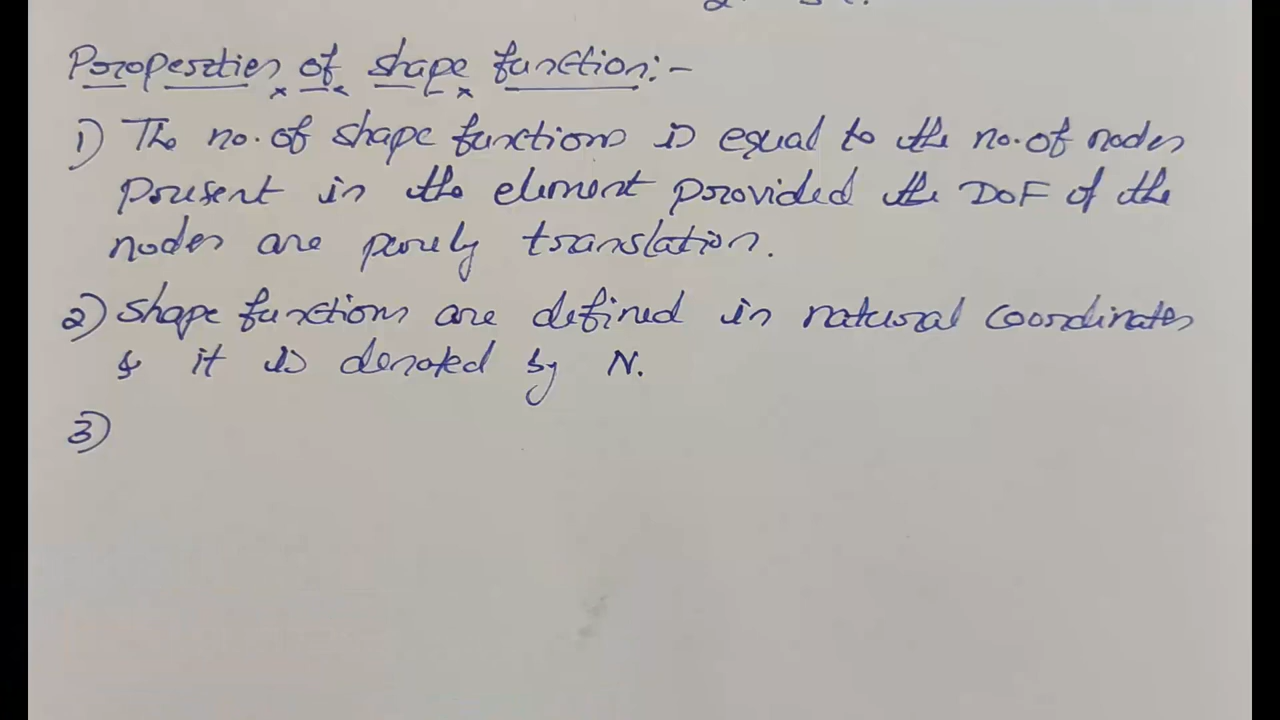 Properties of shape function:-
1) The no. of shape functions is equal to the no. of nodes
present in the element provided the DOF of the
nodes are purely translation.
2) Shape functions are defined in natural coordinates
& it is denoted by N.
3)